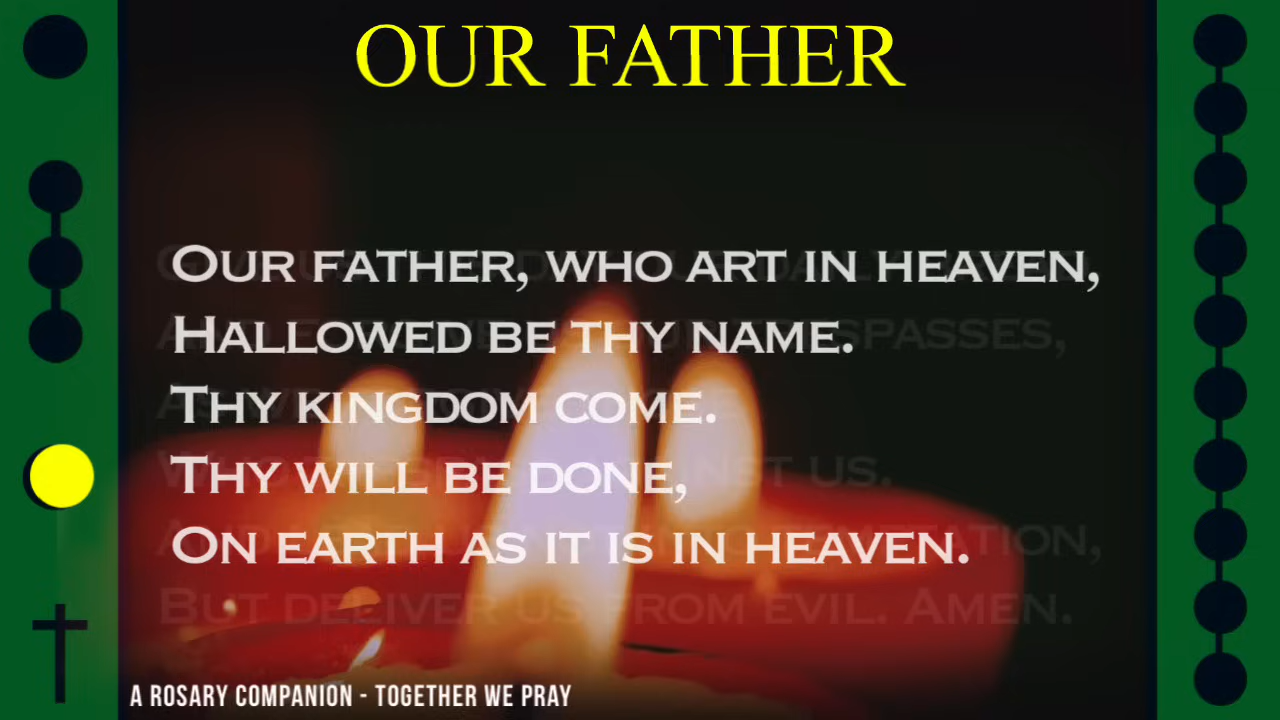 OUR FATHER
OUR FATHER, WHO ART IN HEAVEN,
HALLOWED BE THY NAME.
THY KINGDOM COME.
THY WILL BE DONE,
ON EARTH AS IT IS IN HEAVEN.
BUT DELIVER US FROM EVIL. AMEN.
A ROSARY COMPANION - TOGETHER WE PRAY